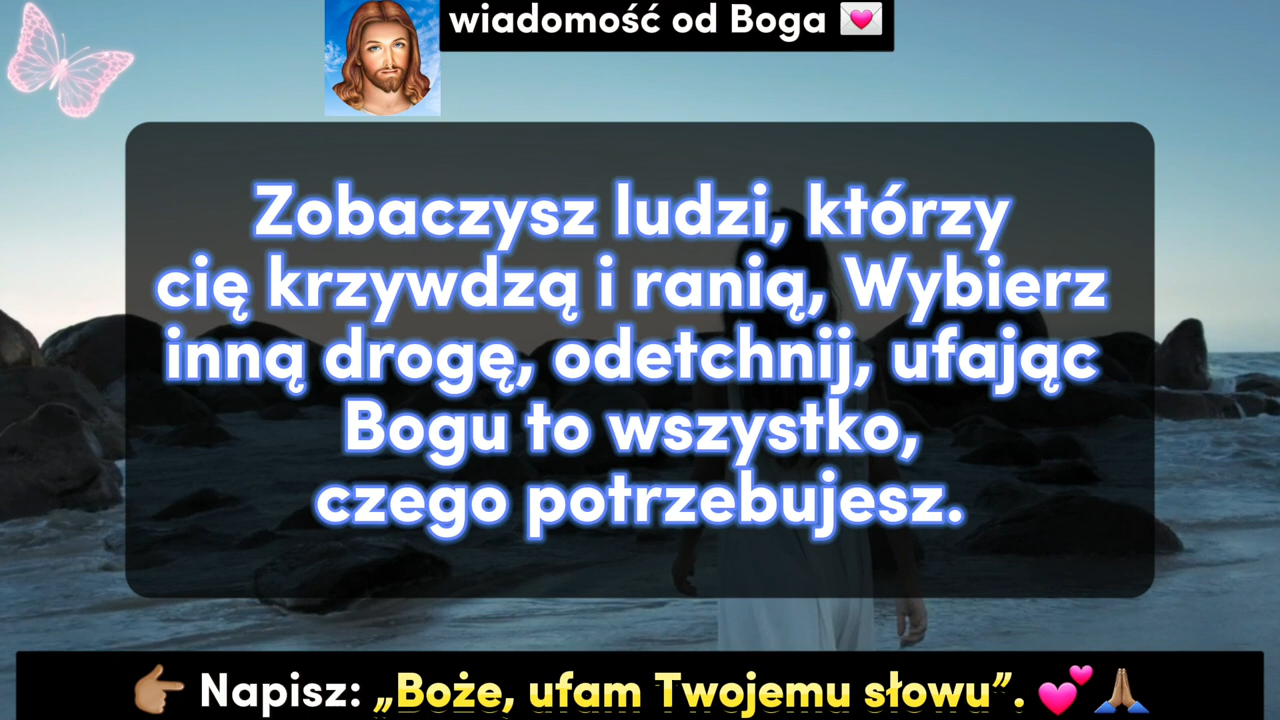 wiadomość od Boga 💌
Zobaczysz ludzi, którzy
cię krzywdzą i ranią, Wybierz
inną drogę, odetchnij, ufając
Bogu to wszystko,
czego potrzebujesz.
👉🏽 Napisz: „Boże, ufam Twojemu słowu”. 💕🙏🏽